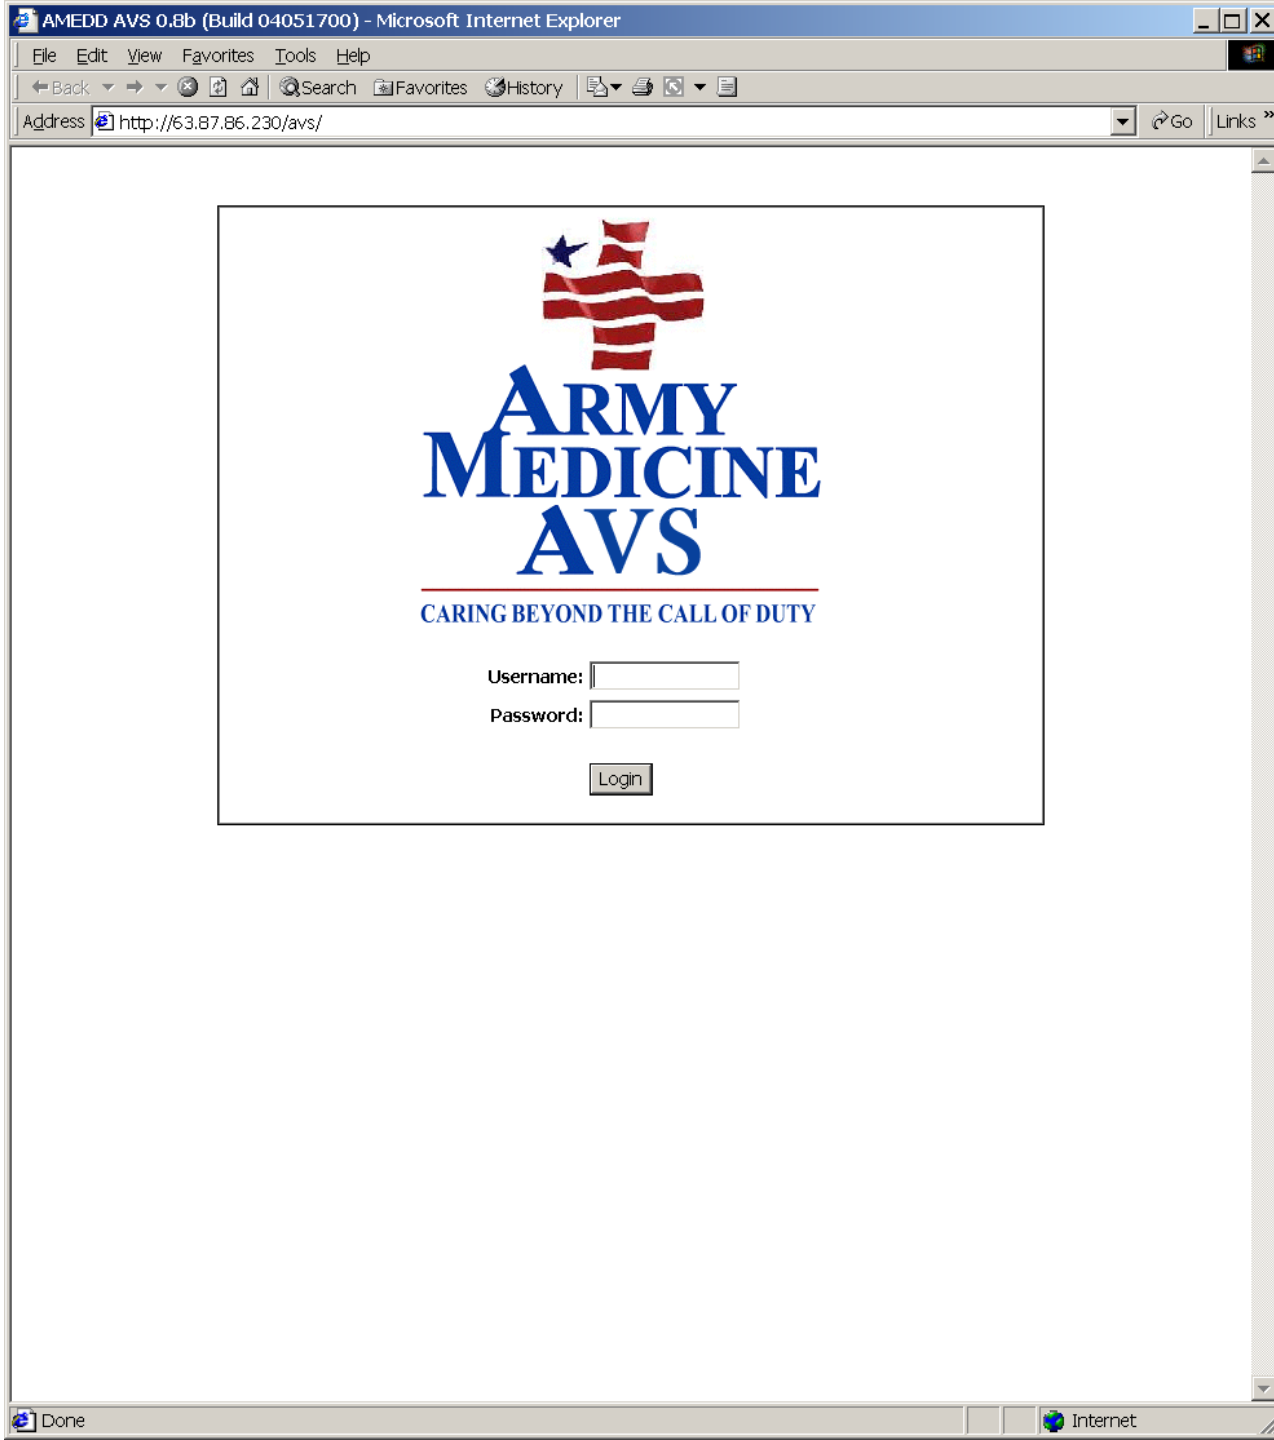 AMEDD AVS 0.8b (Build 04051700) - Microsoft Internet Explorer
File Edit View Favorites Tools Help
Back Search Favorites History
Address http://63.87.86.230/avs/ Go Links »
ARMY
MEDICINE
AVS
CARING BEYOND THE CALL OF DUTY
Username:
Password:
Login
Done Internet